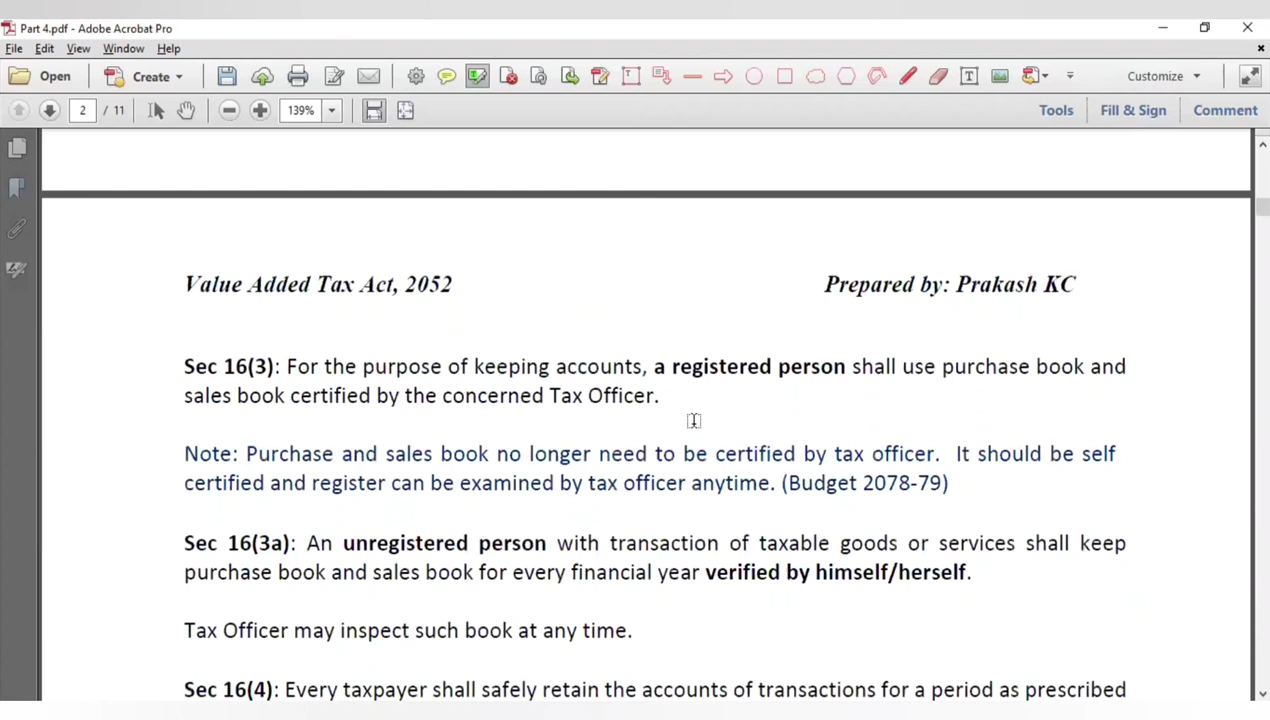 Part 4.pdf - Adobe Acrobat Pro
File Edit View Window Help
Open Create Customize
2 / 11 139% Tools Fill & Sign Comment
Value Added Tax Act, 2052 Prepared by: Prakash KC
Sec 16(3): For the purpose of keeping accounts, a registered person shall use purchase book and
sales book certified by the concerned Tax Officer.
Note: Purchase and sales book no longer need to be certified by tax officer. It should be self
certified and register can be examined by tax officer anytime. (Budget 2078-79)
Sec 16(3a): An unregistered person with transaction of taxable goods or services shall keep
purchase book and sales book for every financial year verified by himself/herself.
Tax Officer may inspect such book at any time.
Sec 16(4): Every taxpayer shall safely retain the accounts of transactions for a period as prescribed